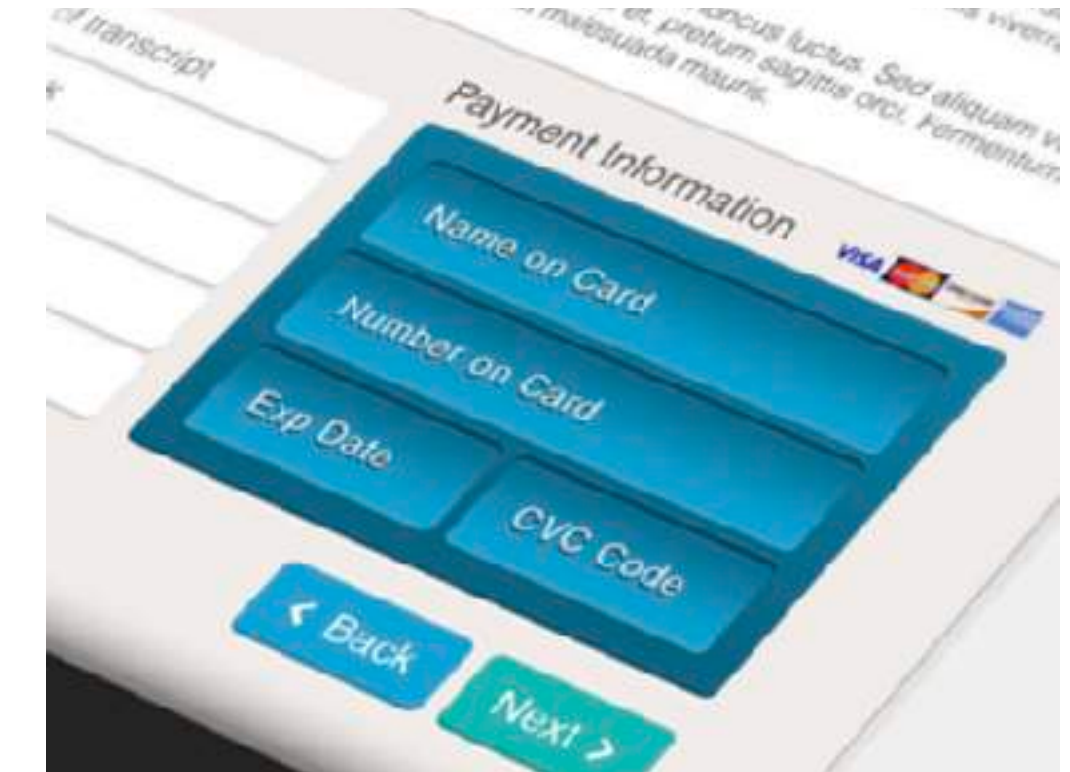 of transcript
rhoncus luctus. Sed aliquam
et, pretium sagittis orci. Fermentum
malesuada mauris.
Payment Information
VISA
Name on Card
Number on Card
Exp Date
CVC Code
< Back
Next >